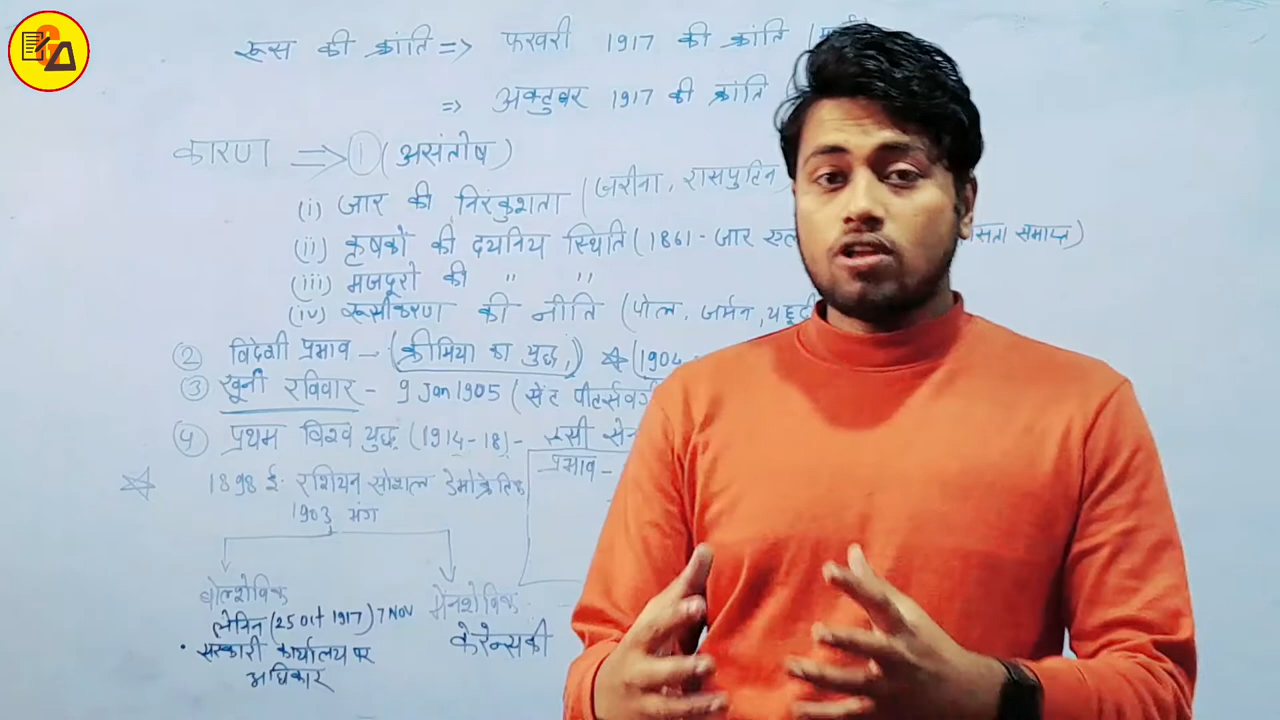 रूस की क्रांति => फरवरी 1917 की क्रांति
=> अक्टुबर 1917 की क्रांति
कारण => ① (असंतोष)
(i) जार की निरंकुशता (जरीना, रासपुतिन
(ii) कृषकों की दयनिय स्थिति (1861 - जार समाप्त)
(iii) मजदूरो की " "
(iv) रूसीकरण की नीति (पोल, जर्मन, यहूदी
② विदेशी प्रभाव - (क्रीमिया का युद्ध,) (1904
③ खूनी रविवार - 9 Jan 1905 (सेंट पीटर्सवर्ग
④ प्रथम विश्व युद्ध (1914-18) - रूसी
प्रभाव -
1898 ई. रशियन सोशल डेमोक्रेटिक
1903 भंग
बोल्शेविक मेनशेविक
लेनिन (25 Oct 1917) 7 NOV
केरेन्सकी
• सरकारी कार्यालय पर
अधिकार